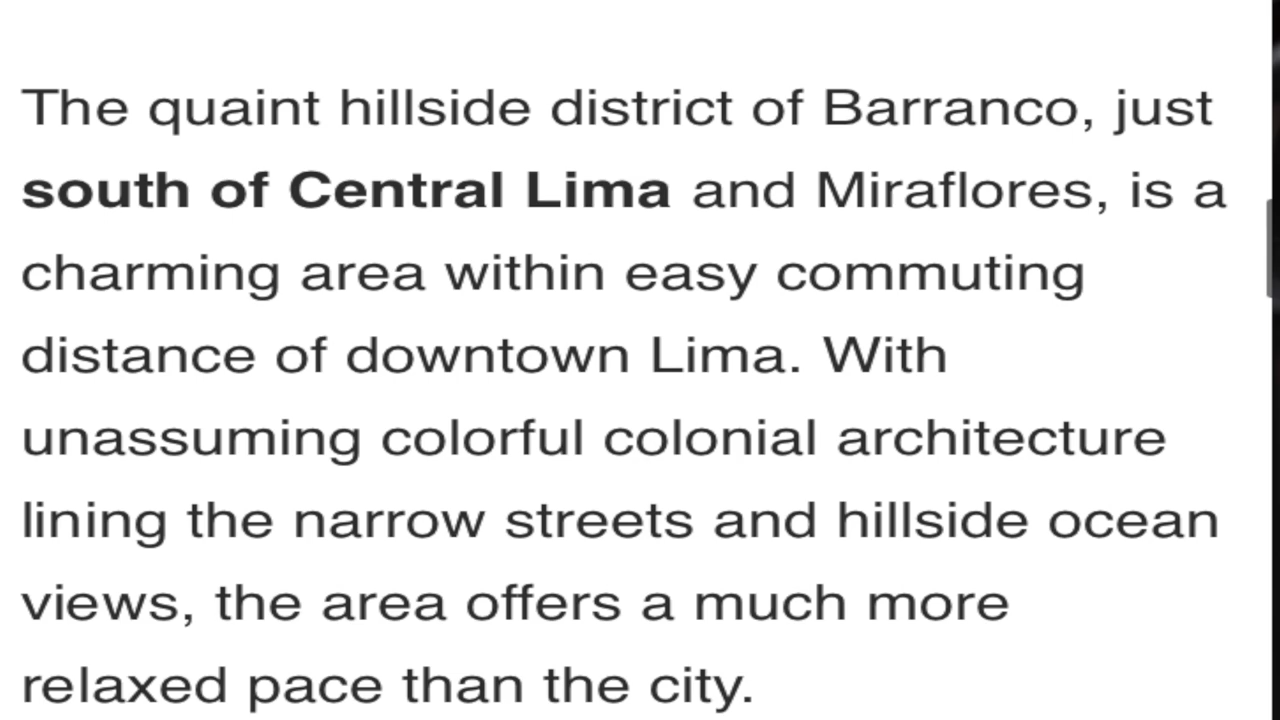 The quaint hillside district of Barranco, just
south of Central Lima and Miraflores, is a
charming area within easy commuting
distance of downtown Lima. With
unassuming colorful colonial architecture
lining the narrow streets and hillside ocean
views, the area offers a much more
relaxed pace than the city.